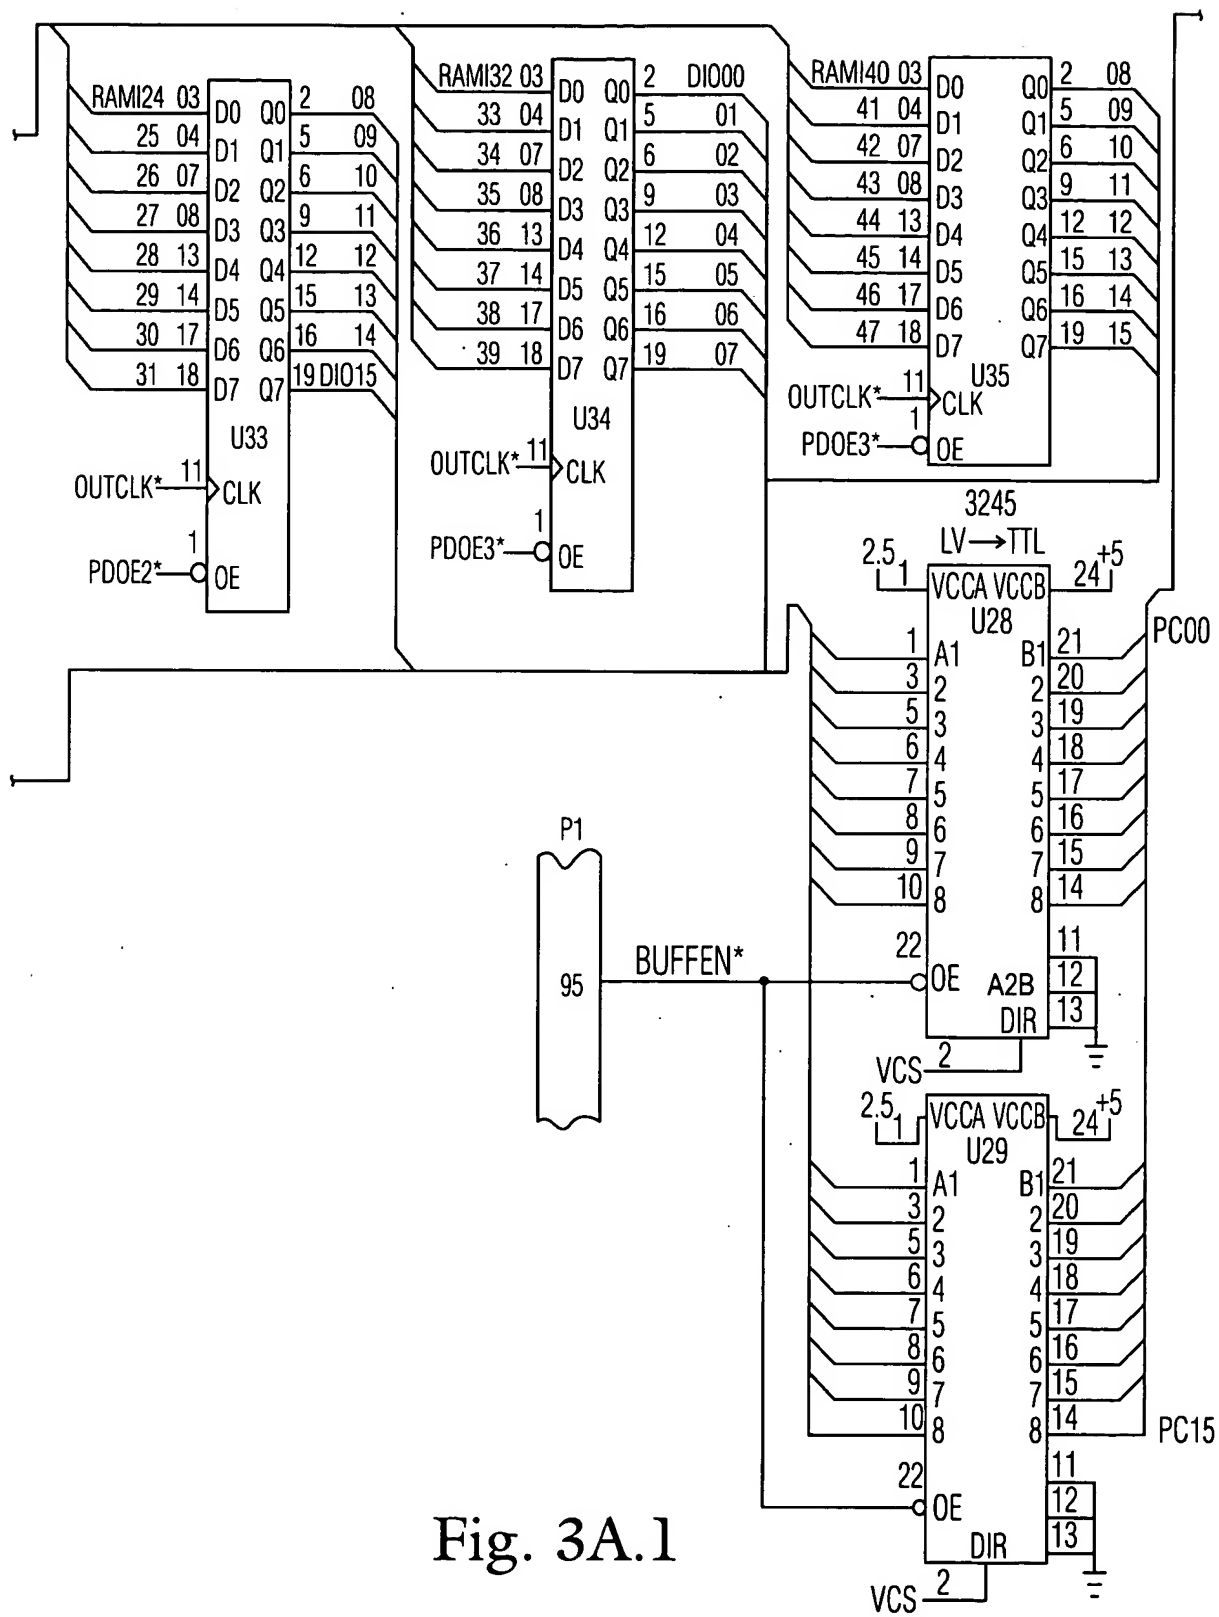 RAMI24 03 D0 Q0 2 08
25 04 D1 Q1 5 09
26 07 D2 Q2 6 10
27 08 D3 Q3 9 11
28 13 D4 Q4 12 12
29 14 D5 Q5 15 13
30 17 D6 Q6 16 14
31 18 D7 Q7 19 DIO15
U33
OUTCLK* 11 CLK
1
PDOE2* OE
RAMI32 03 D0 Q0 2 DIO00
33 04 D1 Q1 5 01
34 07 D2 Q2 6 02
35 08 D3 Q3 9 03
36 13 D4 Q4 12 04
37 14 D5 Q5 15 05
38 17 D6 Q6 16 06
39 18 D7 Q7 19 07
U34
OUTCLK* 11 CLK
1
PDOE3* OE
RAMI40 03 D0 Q0 2 08
41 04 D1 Q1 5 09
42 07 D2 Q2 6 10
43 08 D3 Q3 9 11
44 13 D4 Q4 12 12
45 14 D5 Q5 15 13
46 17 D6 Q6 16 14
47 18 D7 Q7 19 15
U35
OUTCLK* 11 CLK
1
PDOE3* OE
3245
LV→TTL
2.5 1 VCCA VCCB 24 +5
U28
PC00
1 A1 B1 21
3 2 2 20
5 3 3 19
6 4 4 18
7 5 5 17
8 6 6 16
9 7 7 15
10 8 8 14
11
22 OE A2B 12
DIR 13
VCS 2
P1
95 BUFFEN*
2.5 1 VCCA VCCB 24 +5
U29
1 A1 B1 21
3 2 2 20
5 3 3 19
6 4 4 18
7 5 5 17
8 6 6 16
9 7 7 15
10 8 8 14 PC15
11
22 OE 12
DIR 13
VCS 2
Fig. 3A.1